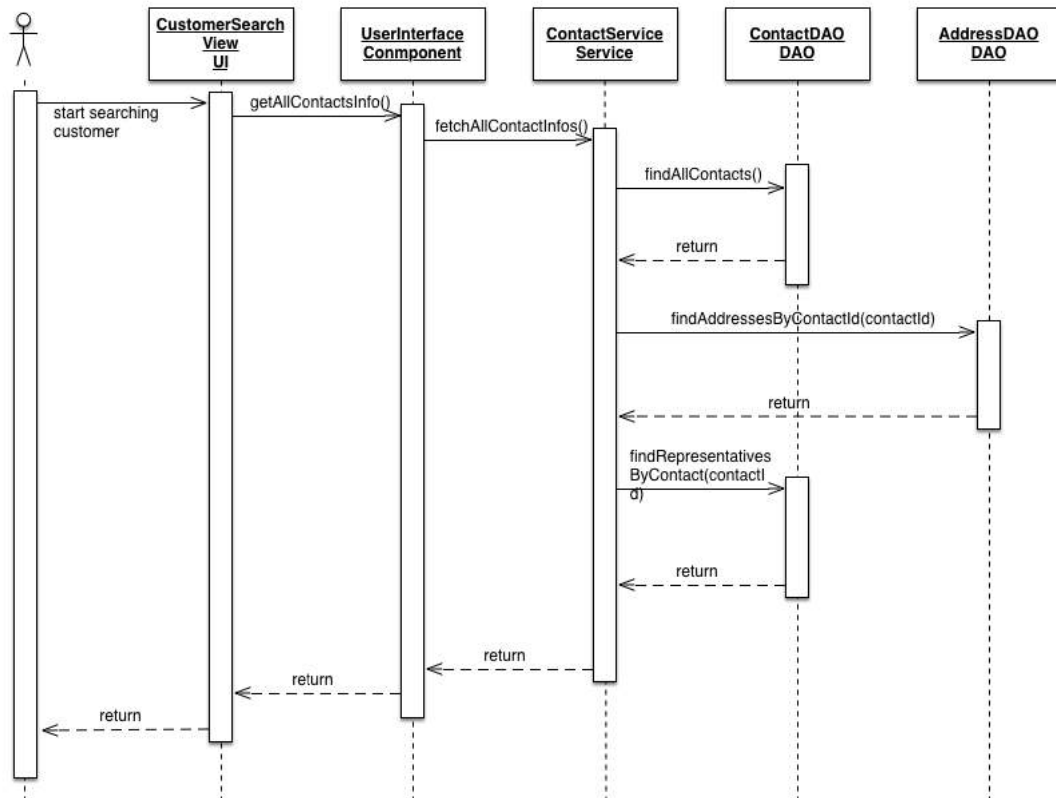 CustomerSearch
View
UI
UserInterface
Conmponent
ContactService
Service
ContactDAO
DAO
AddressDAO
DAO
start searching
customer
getAllContactsInfo()
fetchAllContactInfos()
findAllContacts()
return
findAddressesByContactId(contactId)
return
findRepresentatives
ByContact(contactI
d)
return
return
return
return